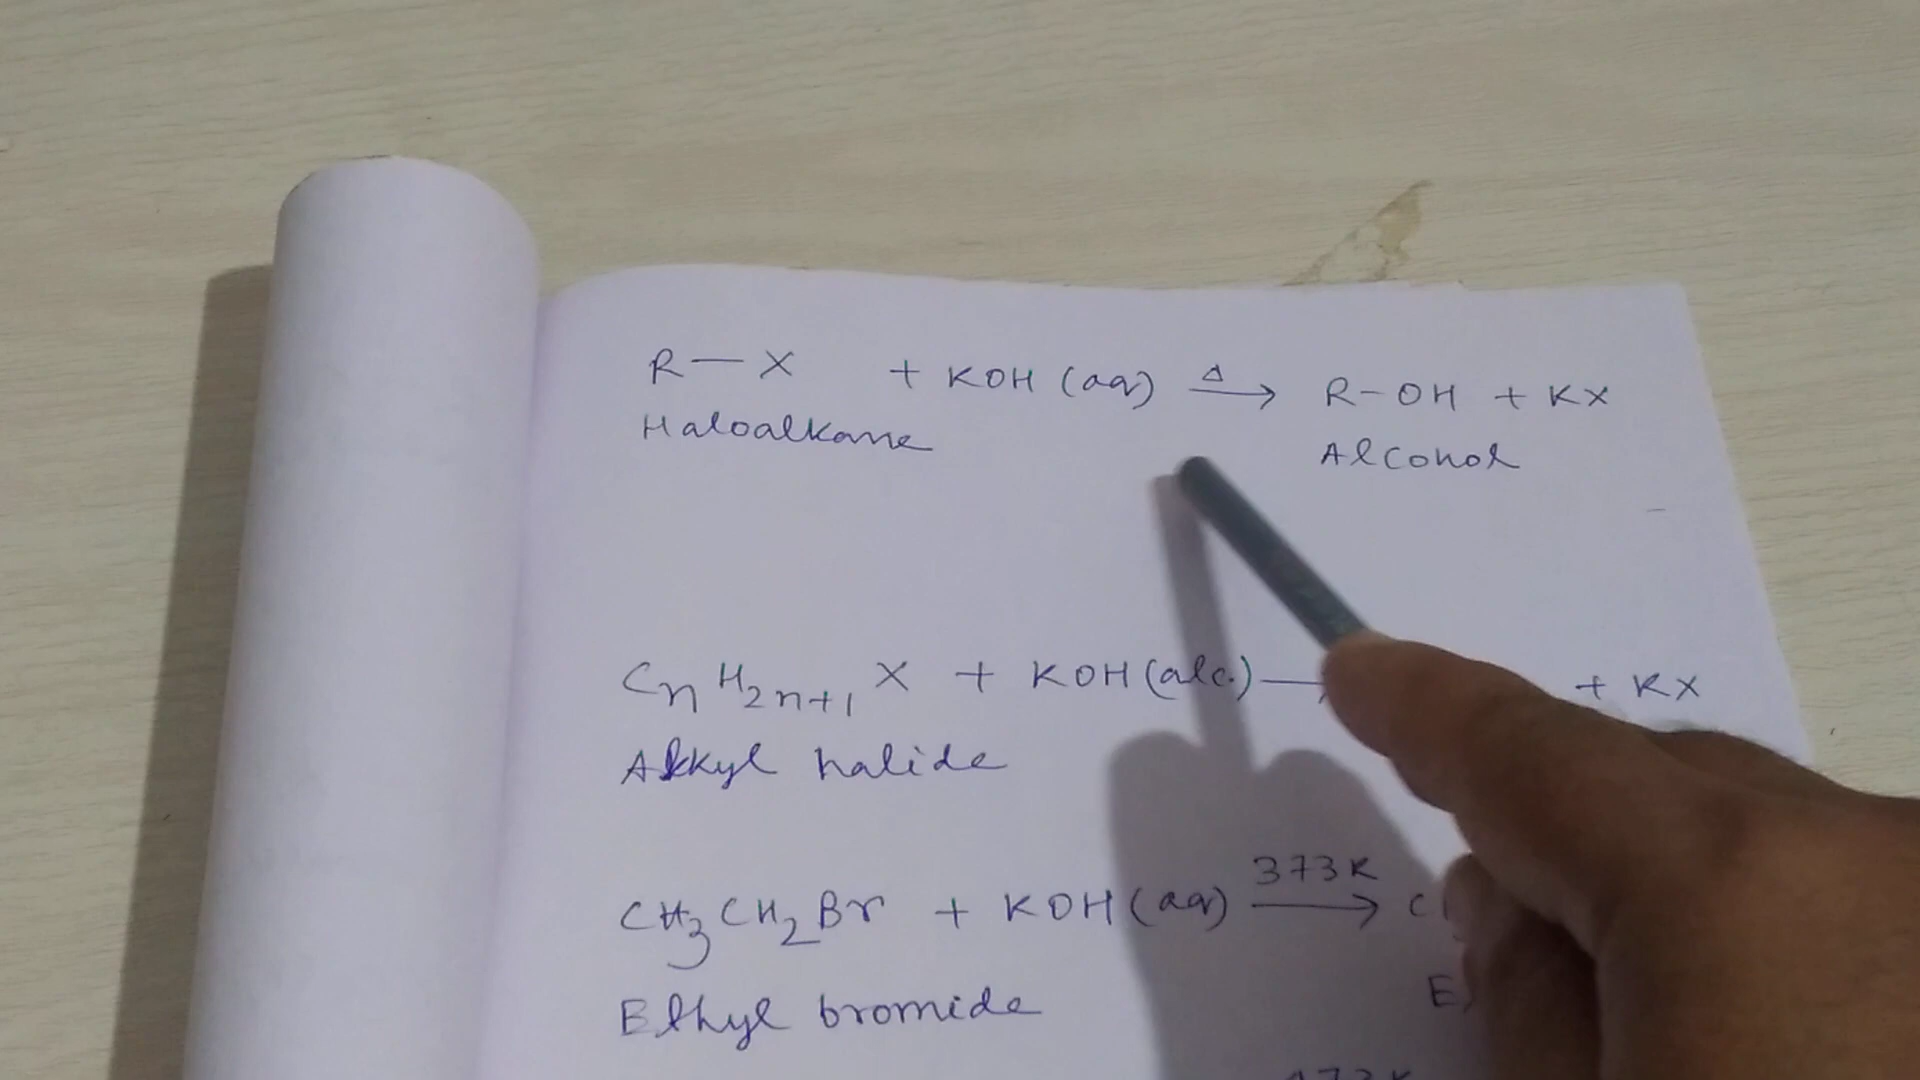 R—X + KOH (aq) Δ→ R-OH + KX
Haloalkane Alcohol
CnH2n+1X + KOH (alc.) → + KX
Alkyl halide
CH3CH2Br + KOH (aq) 373K→
Ethyl bromide